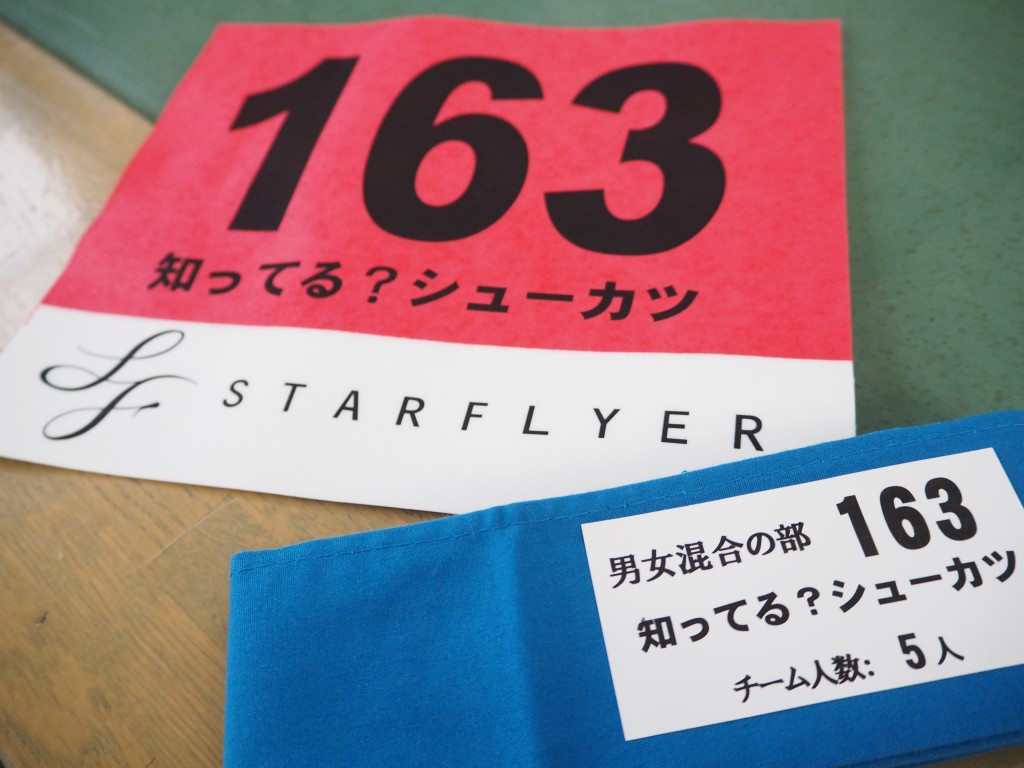 163
知ってる？シューカツ
SF STARFLYER
男女混合の部 163
知ってる？シューカツ
チーム人数: 5人